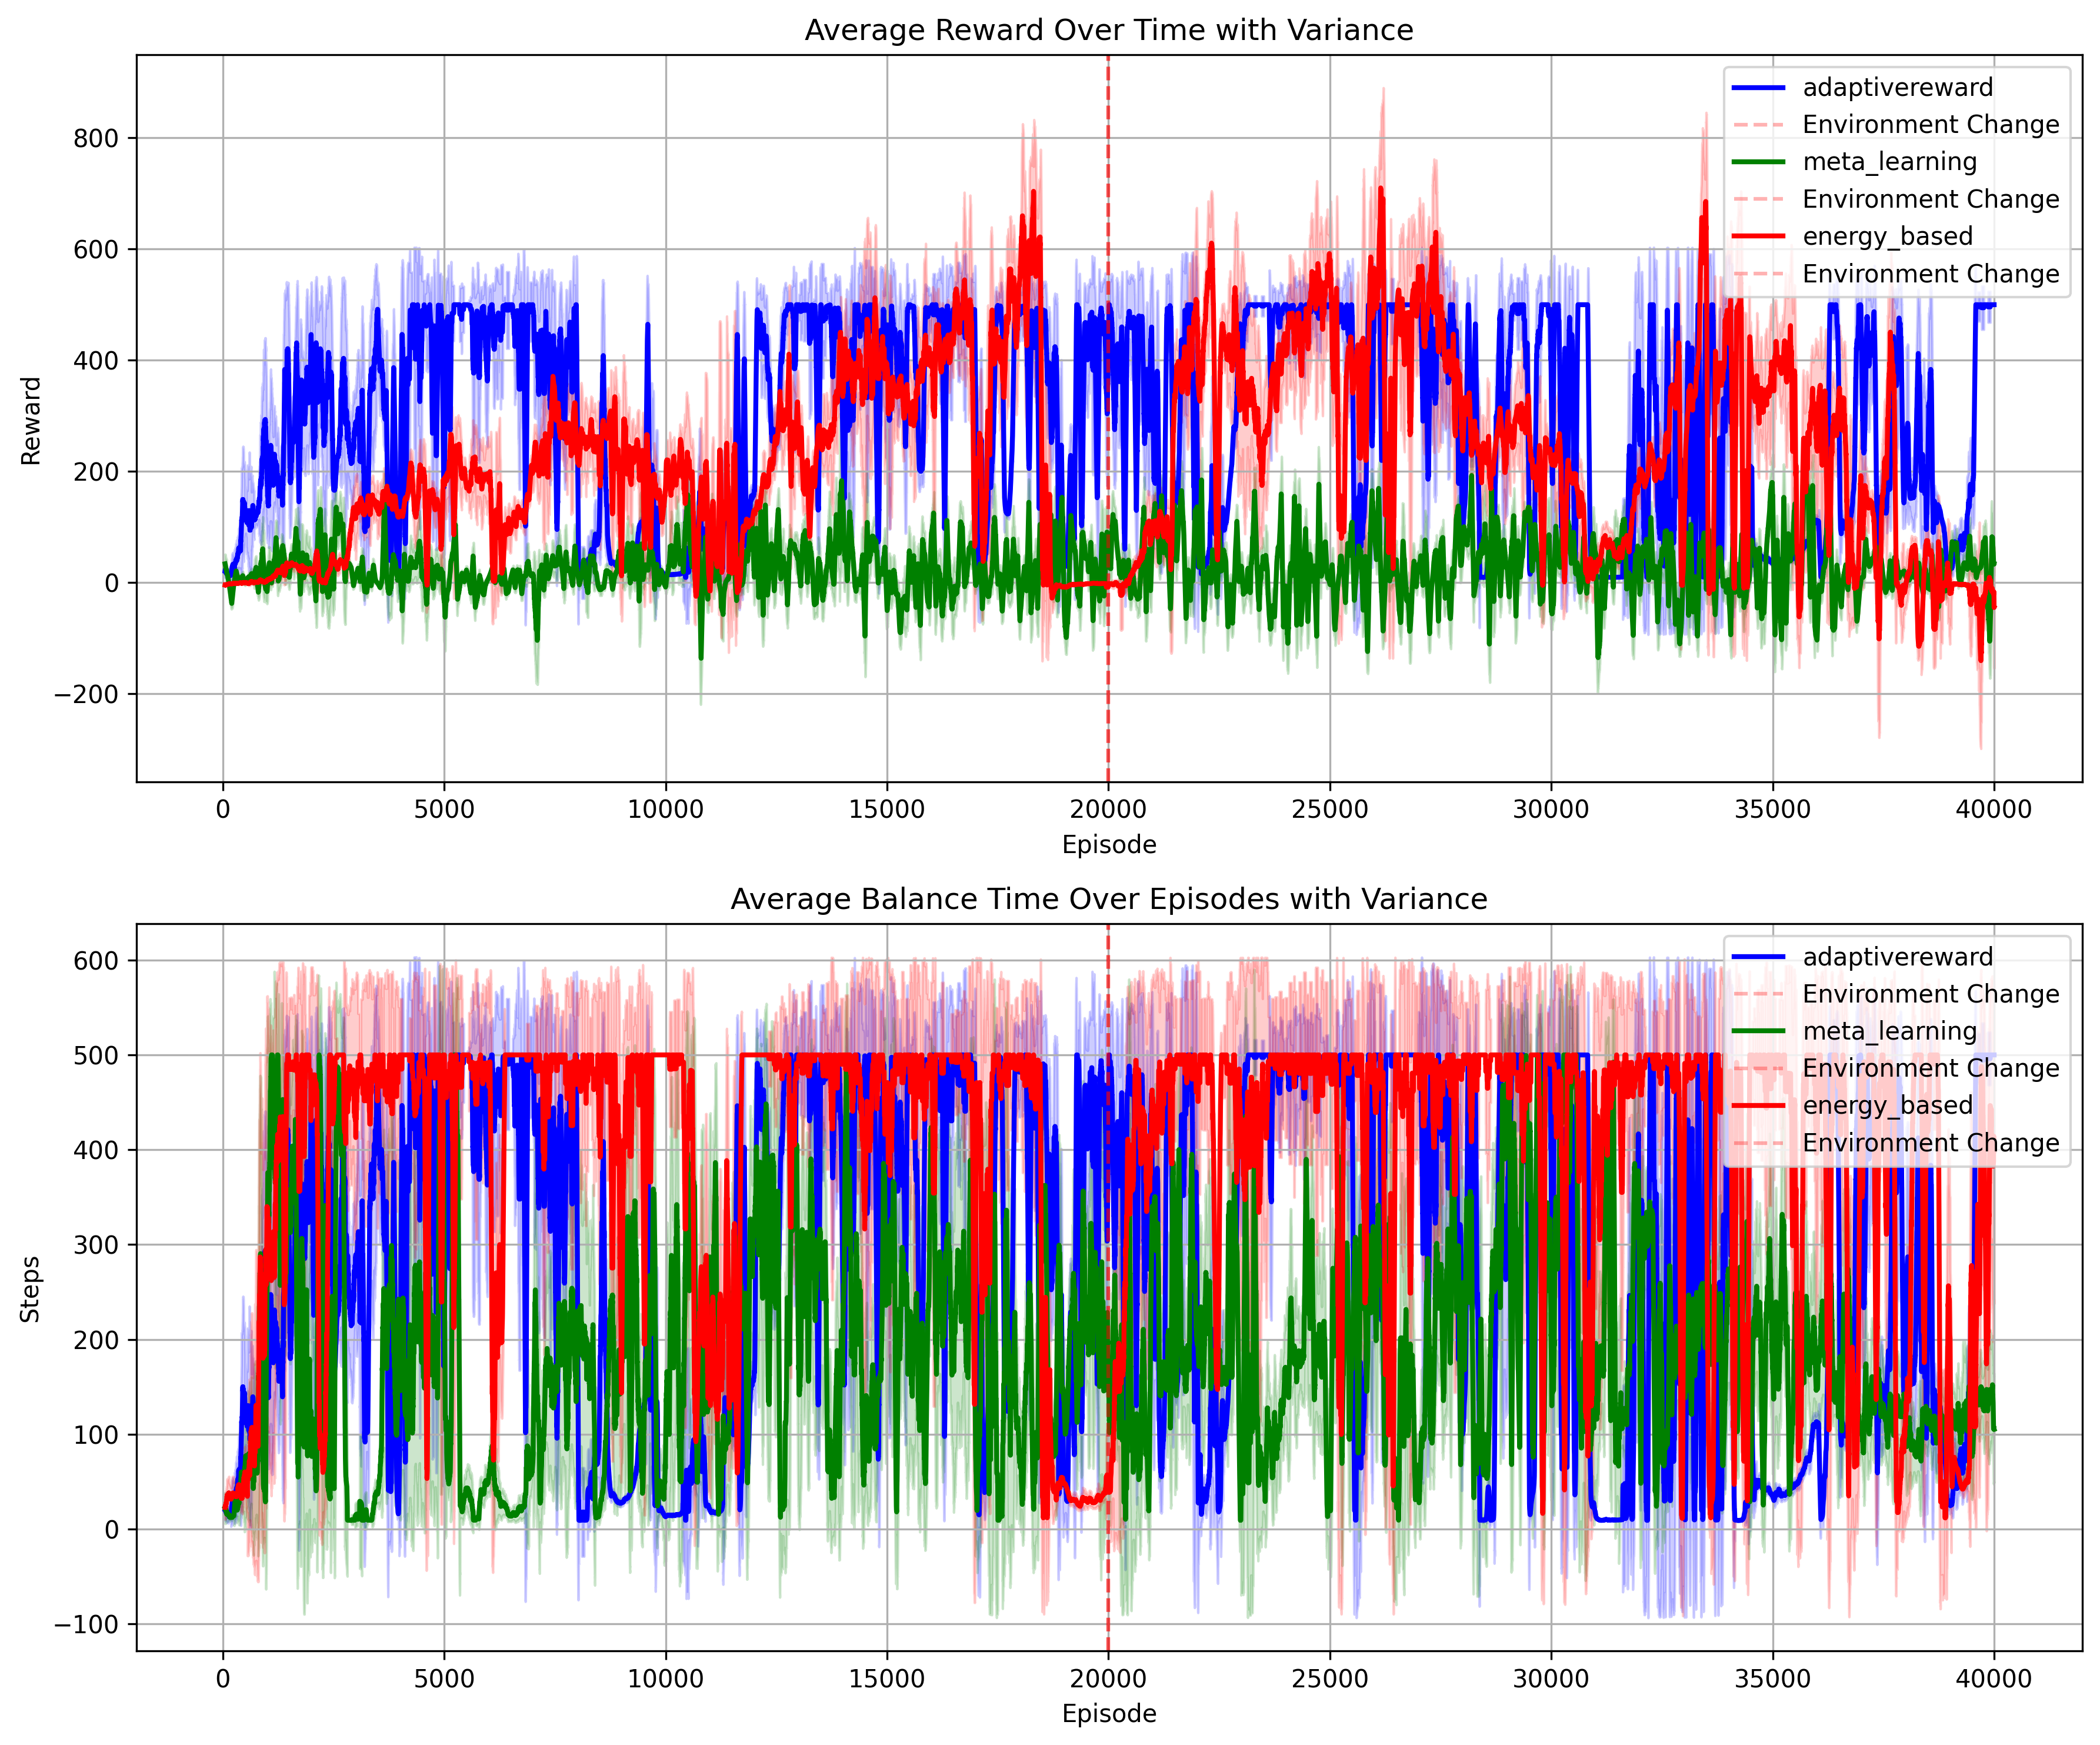 Average Reward Over Time with Variance
Reward
800
600
400
200
0
−200
adaptivereward
Environment Change
meta_learning
Environment Change
energy_based
Environment Change
0 5000 10000 15000 20000 25000 30000 35000 40000
Episode
Average Balance Time Over Episodes with Variance
Steps
600
500
400
300
200
100
0
−100
adaptivereward
Environment Change
meta_learning
Environment Change
energy_based
Environment Change
0 5000 10000 15000 20000 25000 30000 35000 40000
Episode